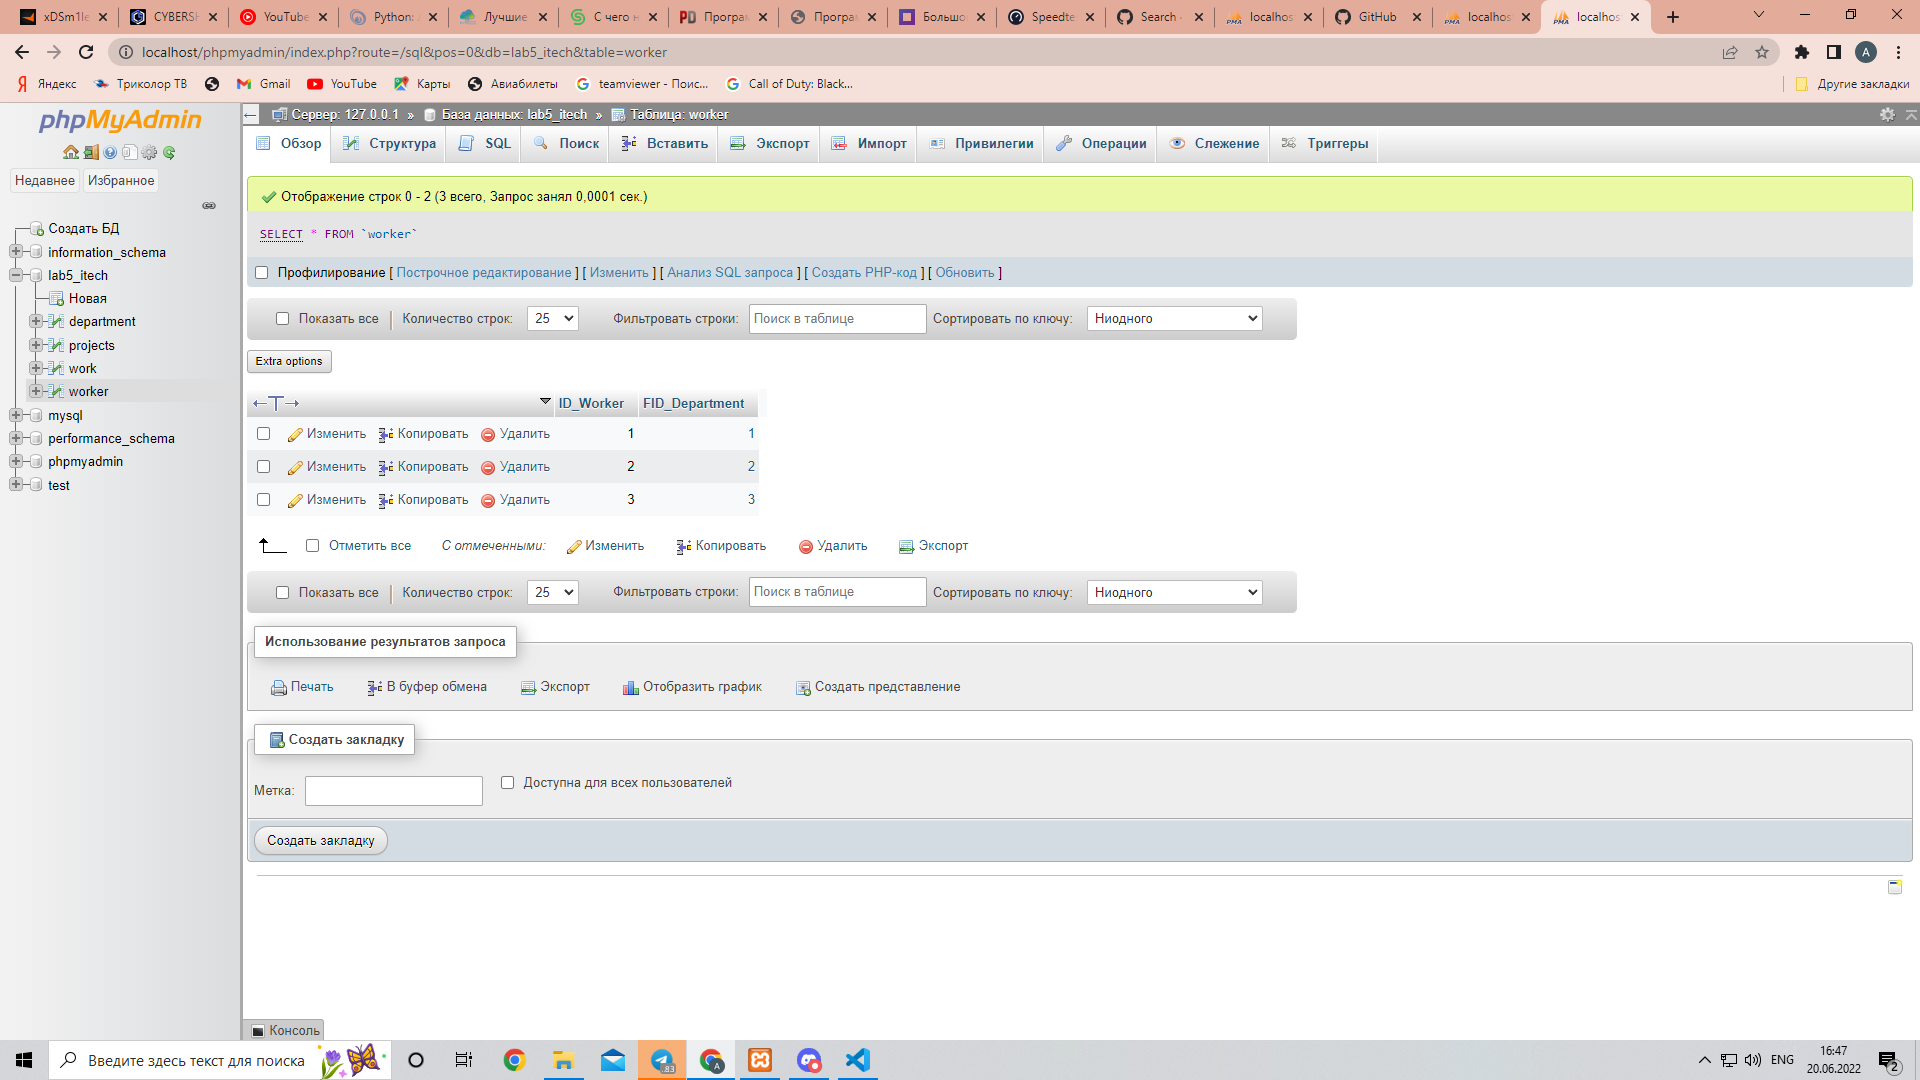 xDSm1le
CYBERSH
YouTube
Python:
Лучшие
С чего н
Програм
Програм
Большо
Speedte
Search
localhos
GitHub
localhos
localhos
localhost/phpmyadmin/index.php?route=/sql&pos=0&db=lab5_itech&table=worker
A
Яндекс
Триколор ТВ
Gmail
YouTube
Карты
Авиабилеты
teamviewer - Поис...
Call of Duty: Black...
Другие закладки
phpMyAdmin
Недавнее Избранное
Создать БД
information_schema
lab5_itech
Новая
department
projects
work
worker
mysql
performance_schema
phpmyadmin
test
Сервер: 127.0.0.1 » База данных: lab5_itech » Таблица: worker
Обзор Структура SQL Поиск Вставить Экспорт Импорт Привилегии Операции Слежение Триггеры
Отображение строк 0 - 2 (3 всего, Запрос занял 0,0001 сек.)
SELECT * FROM `worker`
Профилирование [ Построчное редактирование ] [ Изменить ] [ Анализ SQL запроса ] [ Создать PHP-код ] [ Обновить ]
Показать все Количество строк: 25 Фильтровать строки: Поиск в таблице Сортировать по ключу: Ниодного
Extra options
←T→ ID_Worker FID_Department
Изменить Копировать Удалить 1 1
Изменить Копировать Удалить 2 2
Изменить Копировать Удалить 3 3
Отметить все С отмеченными: Изменить Копировать Удалить Экспорт
Показать все Количество строк: 25 Фильтровать строки: Поиск в таблице Сортировать по ключу: Ниодного
Использование результатов запроса
Печать В буфер обмена Экспорт Отобразить график Создать представление
Создать закладку
Метка: Доступна для всех пользователей
Создать закладку
Консоль
Введите здесь текст для поиска
83
A
ENG
16:47
20.06.2022
2